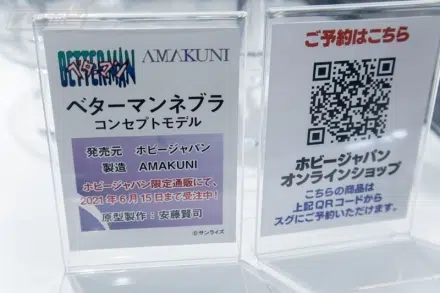 BETTERMAN
ベターマン
AMAKUNI
ベターマンネブラ
コンセプトモデル
発売元 ホビージャパン
製造 AMAKUNI
ホビージャパン限定通販にて、
2021年6月15日まで受注中!
原型製作:安藤賢司
©サンライズ
ご予約はこちら
ホビージャパン
オンラインショップ
こちらの商品は
上記QRコードから
スグにご予約いただけます。